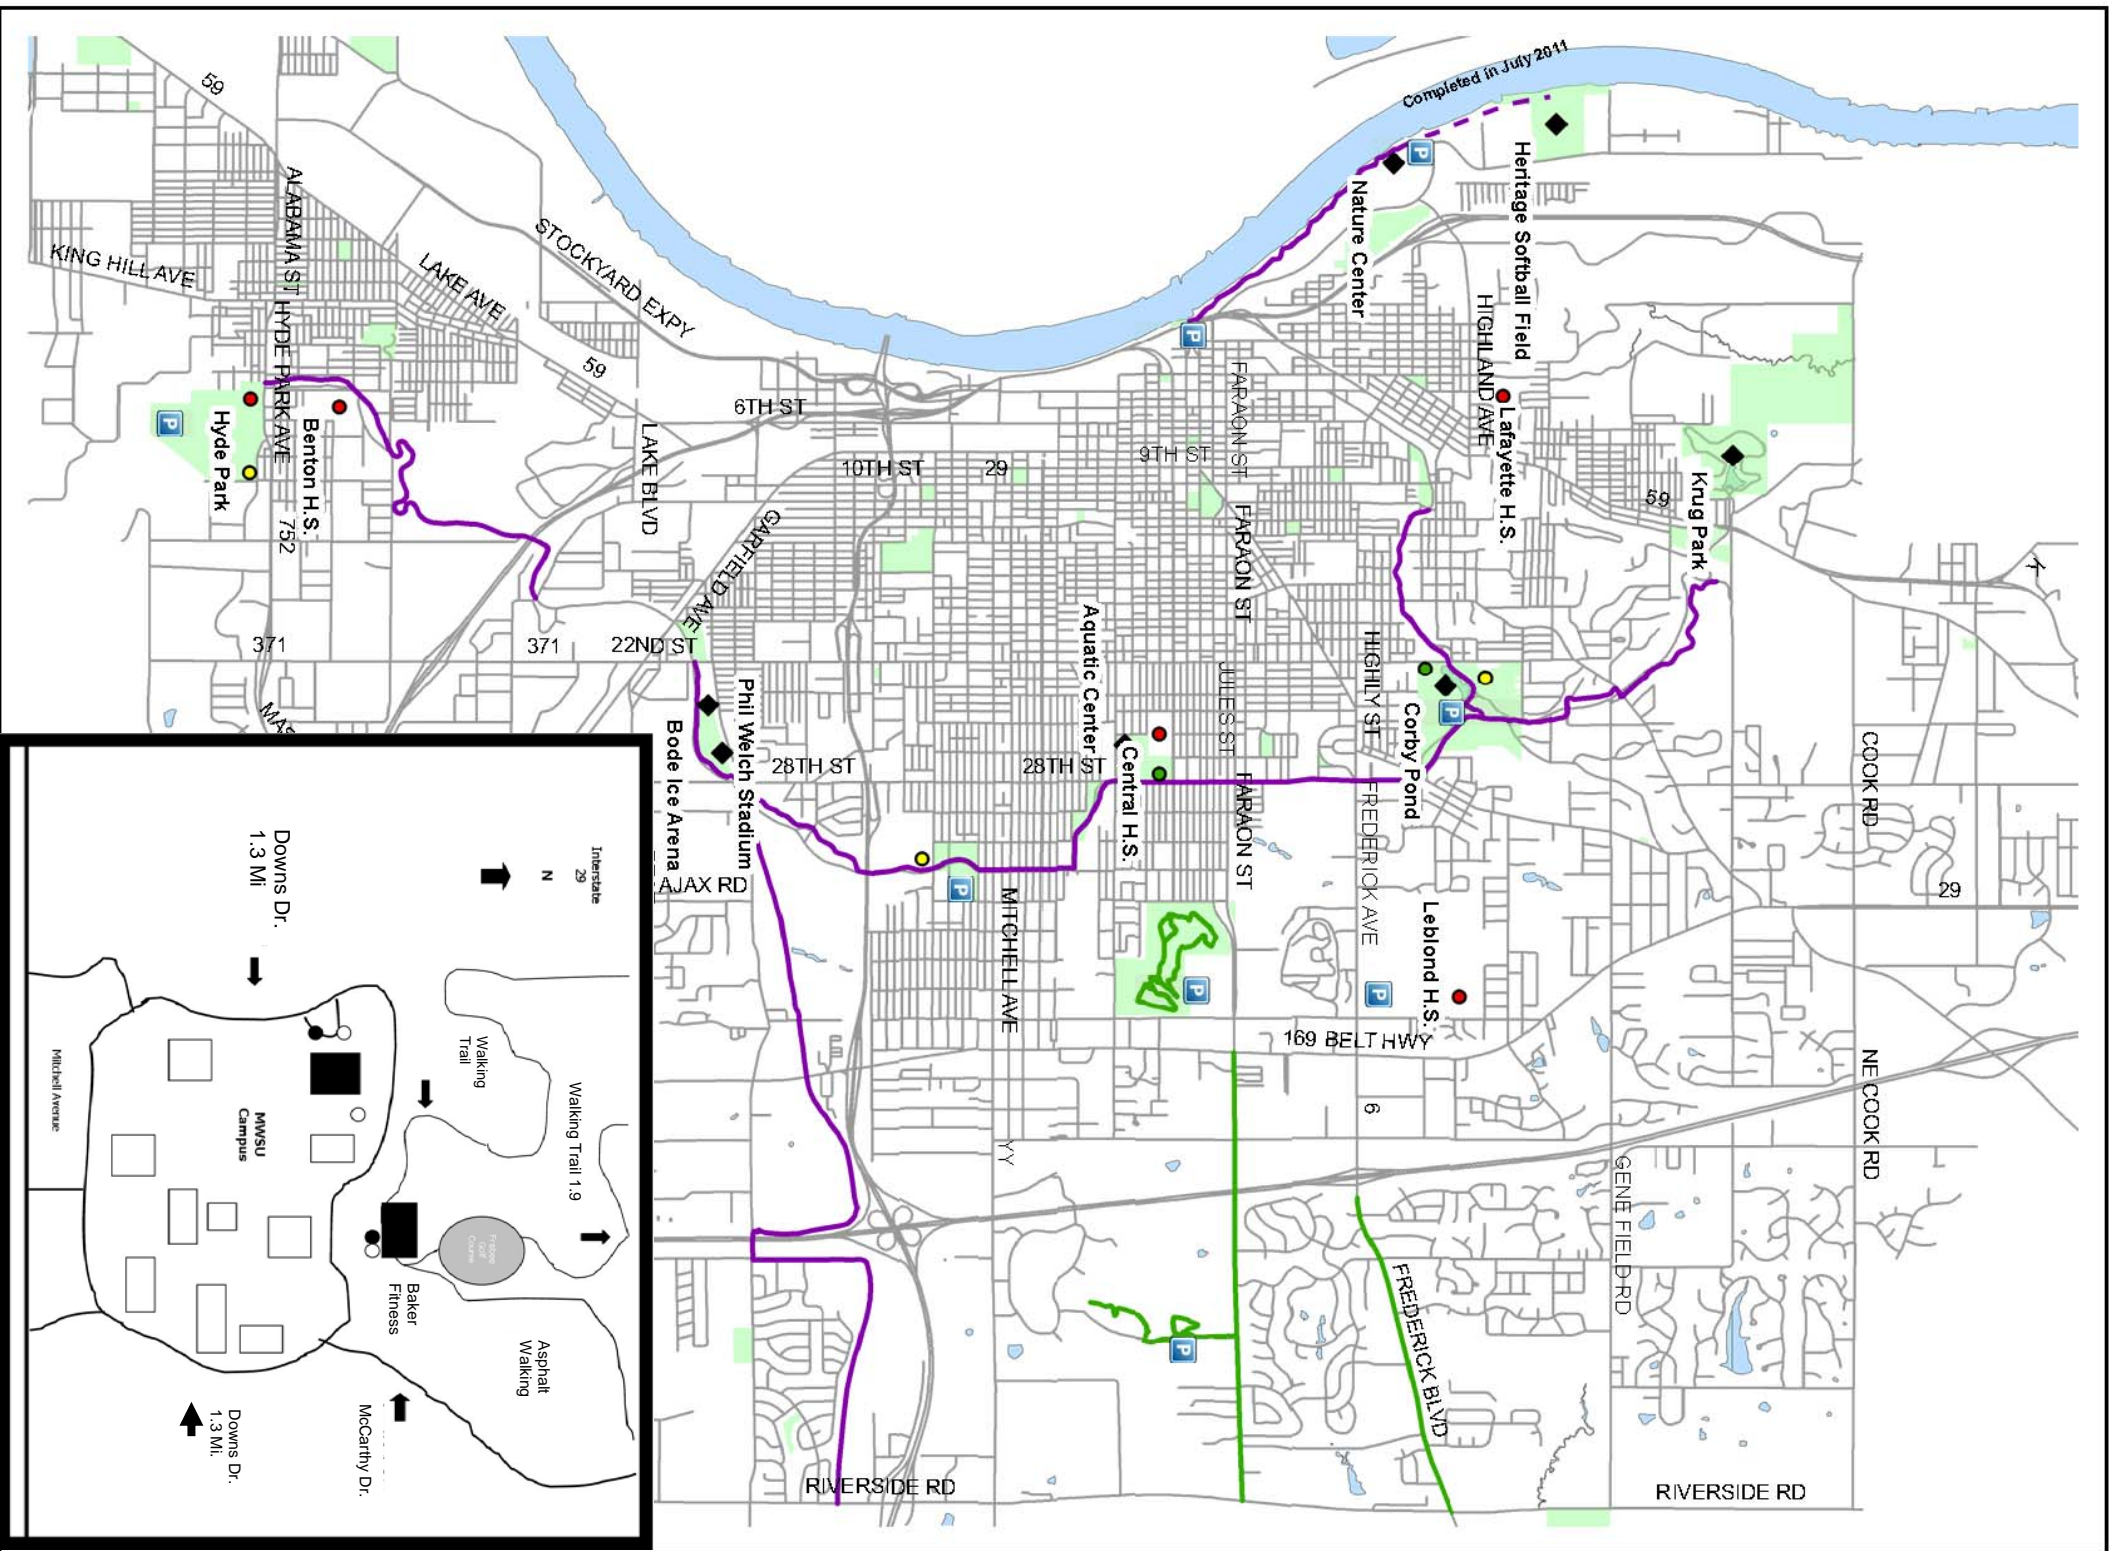 Completed in July 2011
59
Heritage Softball Field
Nature Center
ALABAMA ST
STOCKYARD EXPY
KING HILL AVE
LAKE AVE
HYDE PARK AVE
HIGHLAND AVE
59
FARAON ST
6TH ST
Lafayette H.S.
Hyde Park
Benton H.S.
LAKE BLVD
10TH ST
29
9TH ST
59
Krug Park
752
GARFIELD AVE
FARAON ST
K
371
371
22ND ST
Aquatic Center
JULES ST
HIGHLY ST
Phil Welch Stadium
Bode Ice Arena
28TH ST
28TH ST
Central H.S.
FARAON ST
Corby Pond
COOK RD
FREDERICK AVE
AJAX RD
MITCHELL AVE
Leblond H.S.
29
169 BELT HWY
NE COOK RD
6
YY
GENE FIELD RD
FREDERICK BLVD
RIVERSIDE RD
RIVERSIDE RD
P
P
P
P
P
P
P
P
Interstate
29
N
Downs Dr.
1.3 Mi
Walking
Trail
Walking Trail 1.9
Mitchell Avenue
MWSU
Campus
Frisbee
Golf
Course
Baker
Fitness
Asphalt
Walking
McCarthy Dr.
Downs Dr.
1.3 Mi.